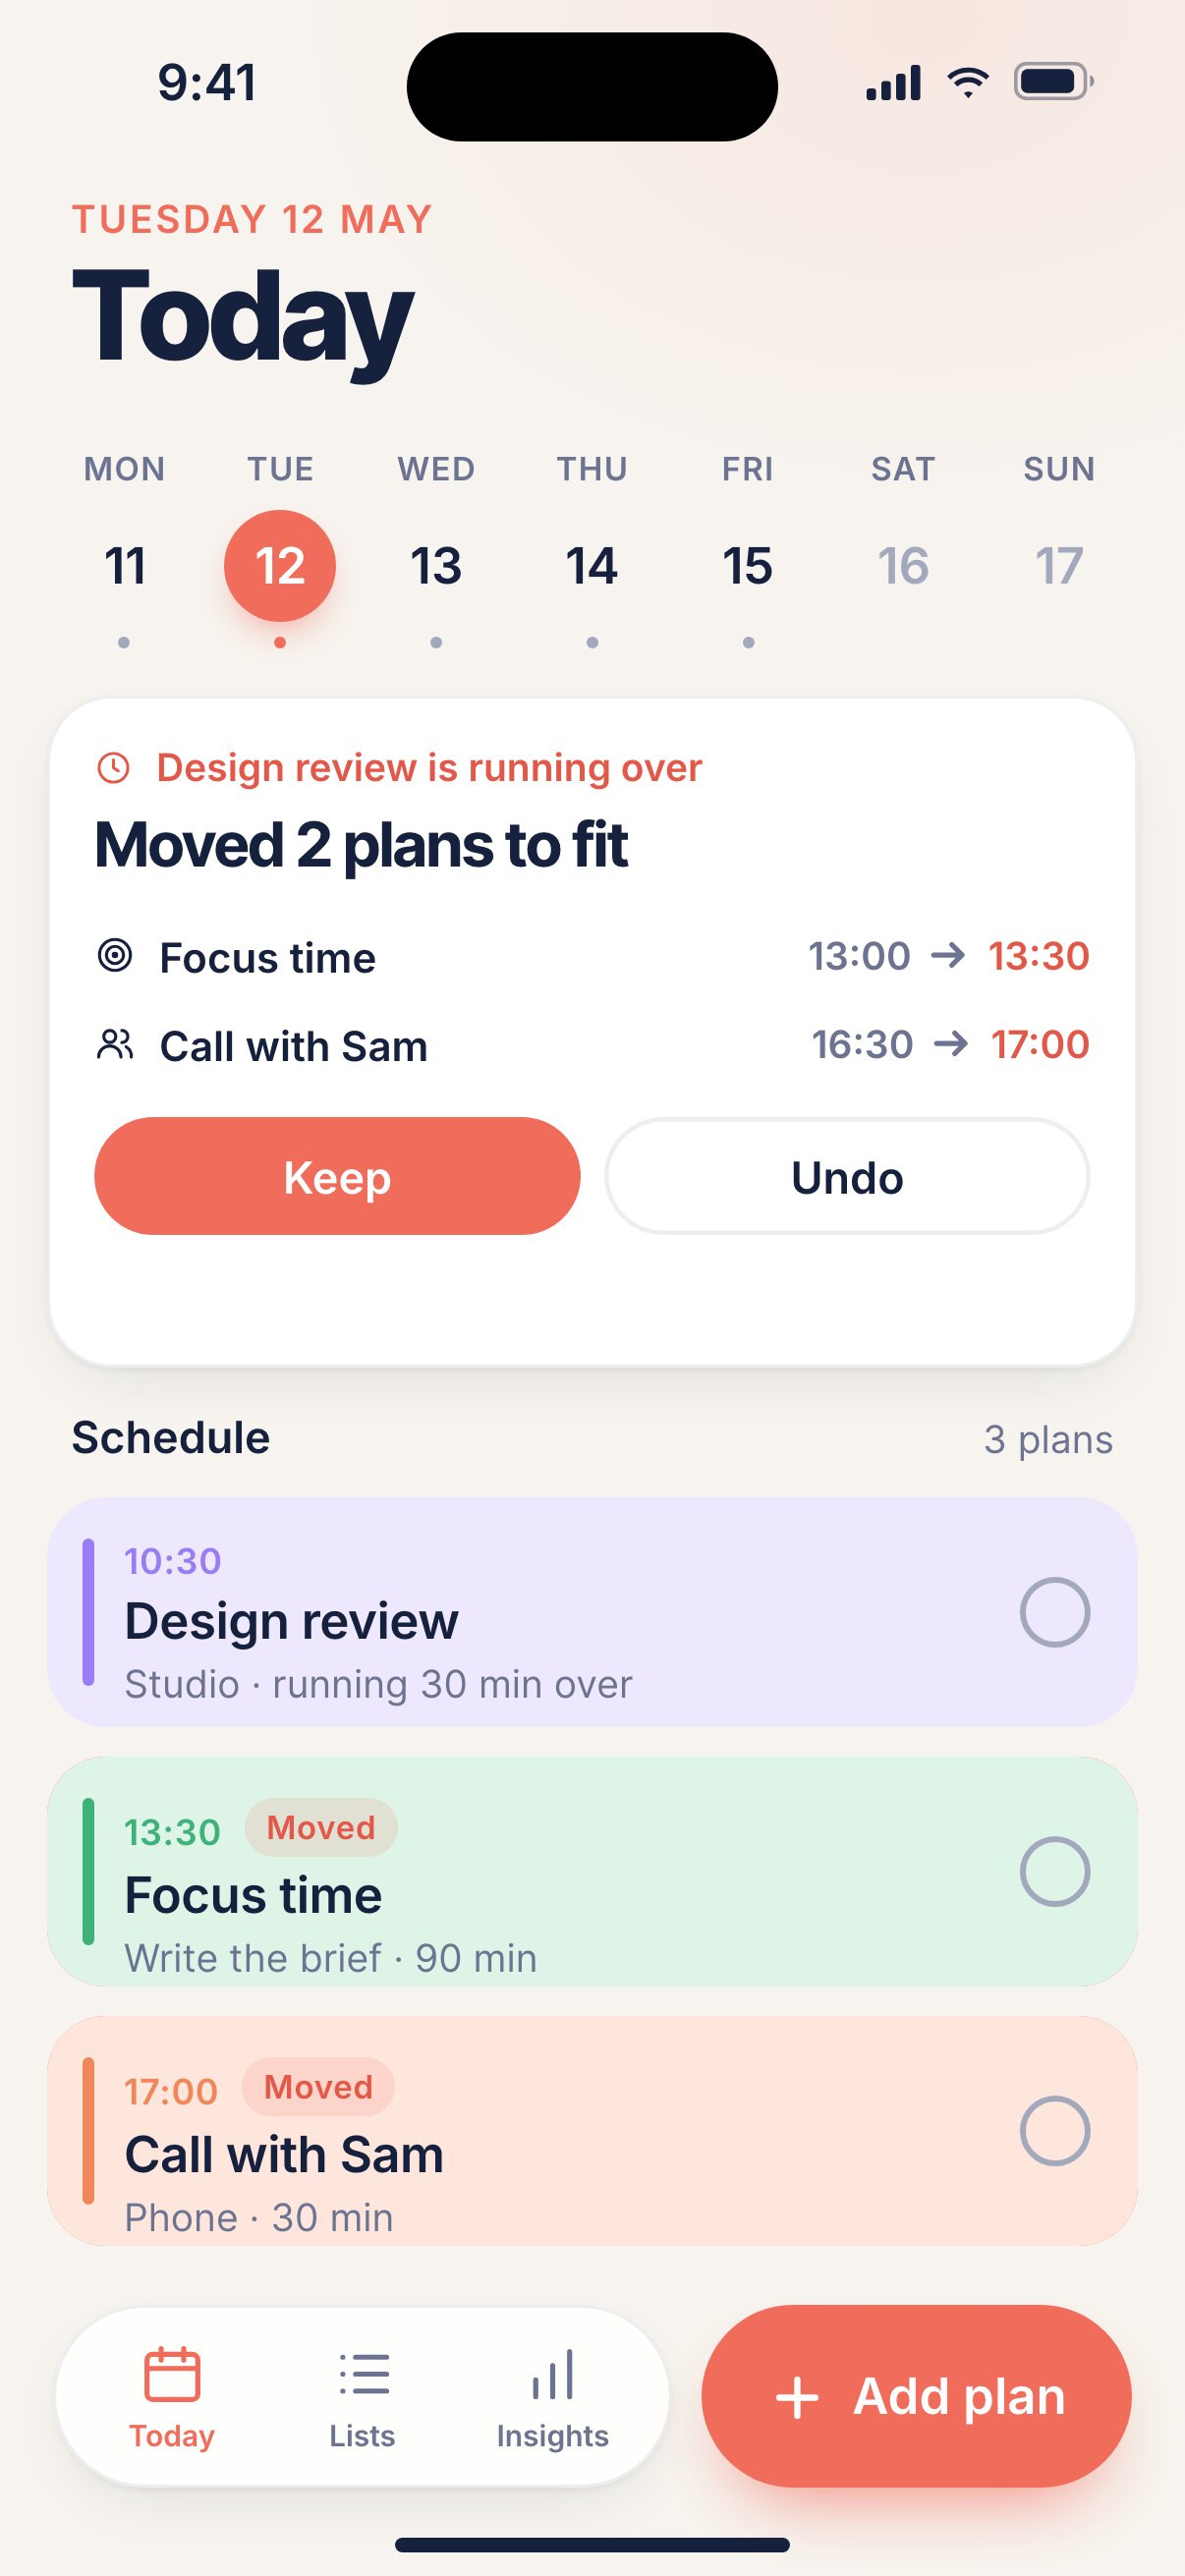 9:41
TUESDAY 12 MAY
Today
MON TUE WED THU FRI SAT SUN
11 12 13 14 15 16 17
Design review is running over
Moved 2 plans to fit
Focus time 13:00 → 13:30
Call with Sam 16:30 → 17:00
Keep Undo
Schedule 3 plans
10:30
Design review
Studio · running 30 min over
13:30 Moved
Focus time
Write the brief · 90 min
17:00 Moved
Call with Sam
Phone · 30 min
Today Lists Insights + Add plan